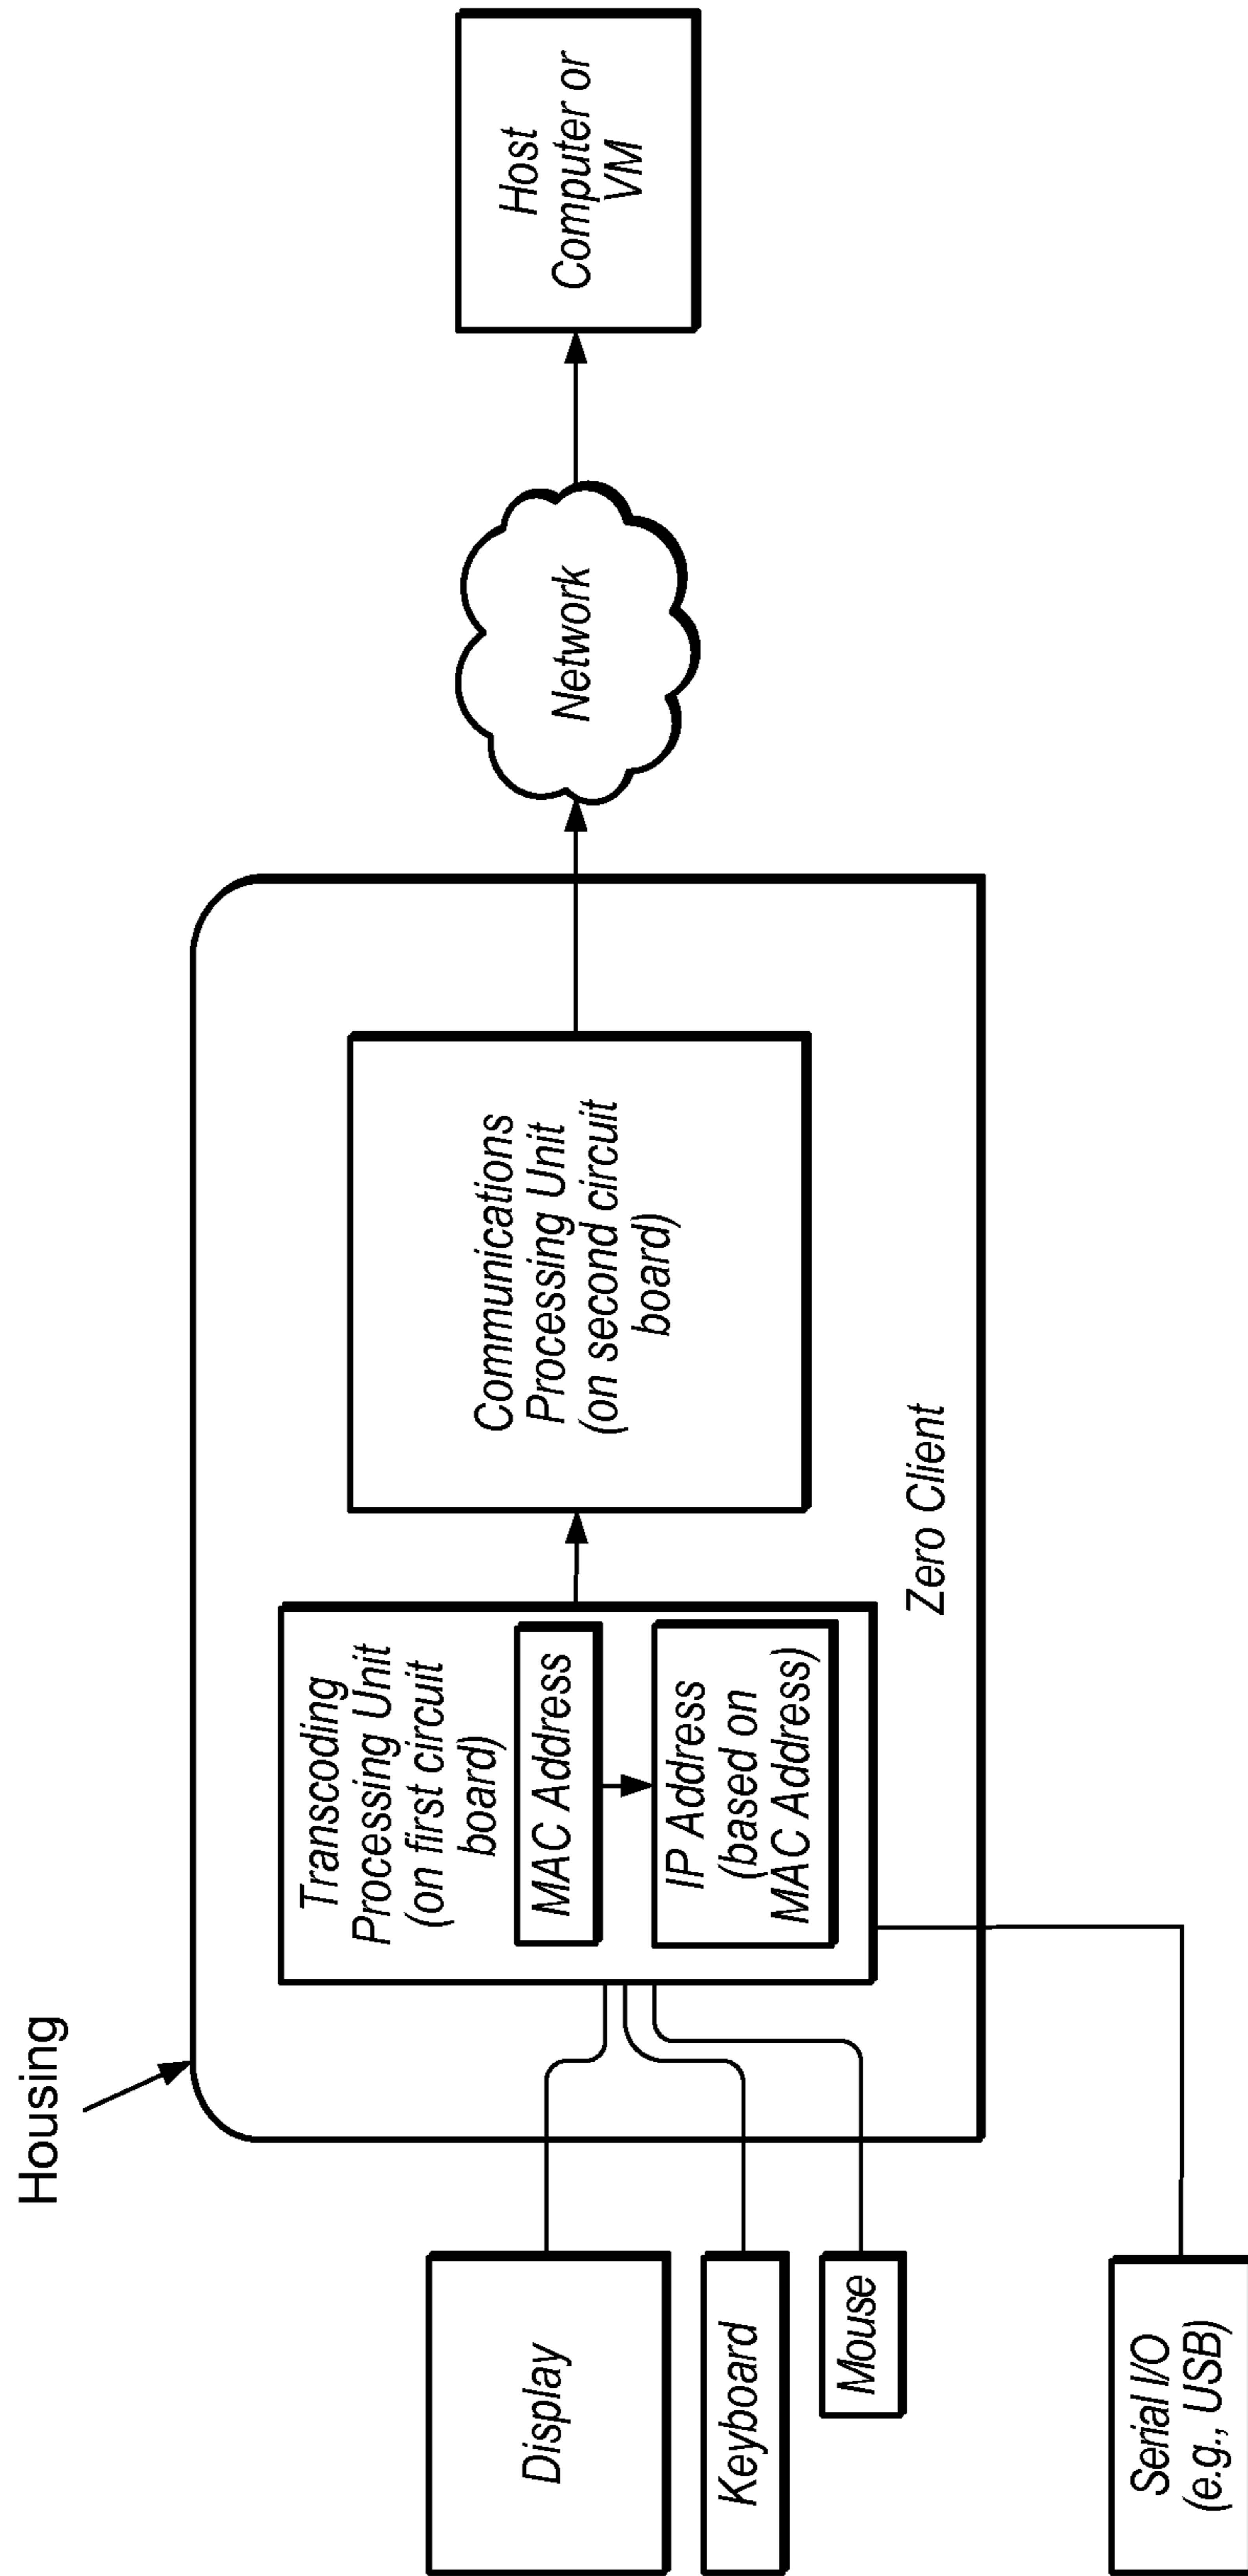 Housing
Display
Keyboard
Mouse
Serial I/O
(e.g., USB)
Transcoding
Processing Unit
(on first circuit
board)
MAC Address
IP Address
(based on
MAC Address)
Communications
Processing Unit
(on second circuit
board)
Zero Client
Network
Host
Computer or
VM